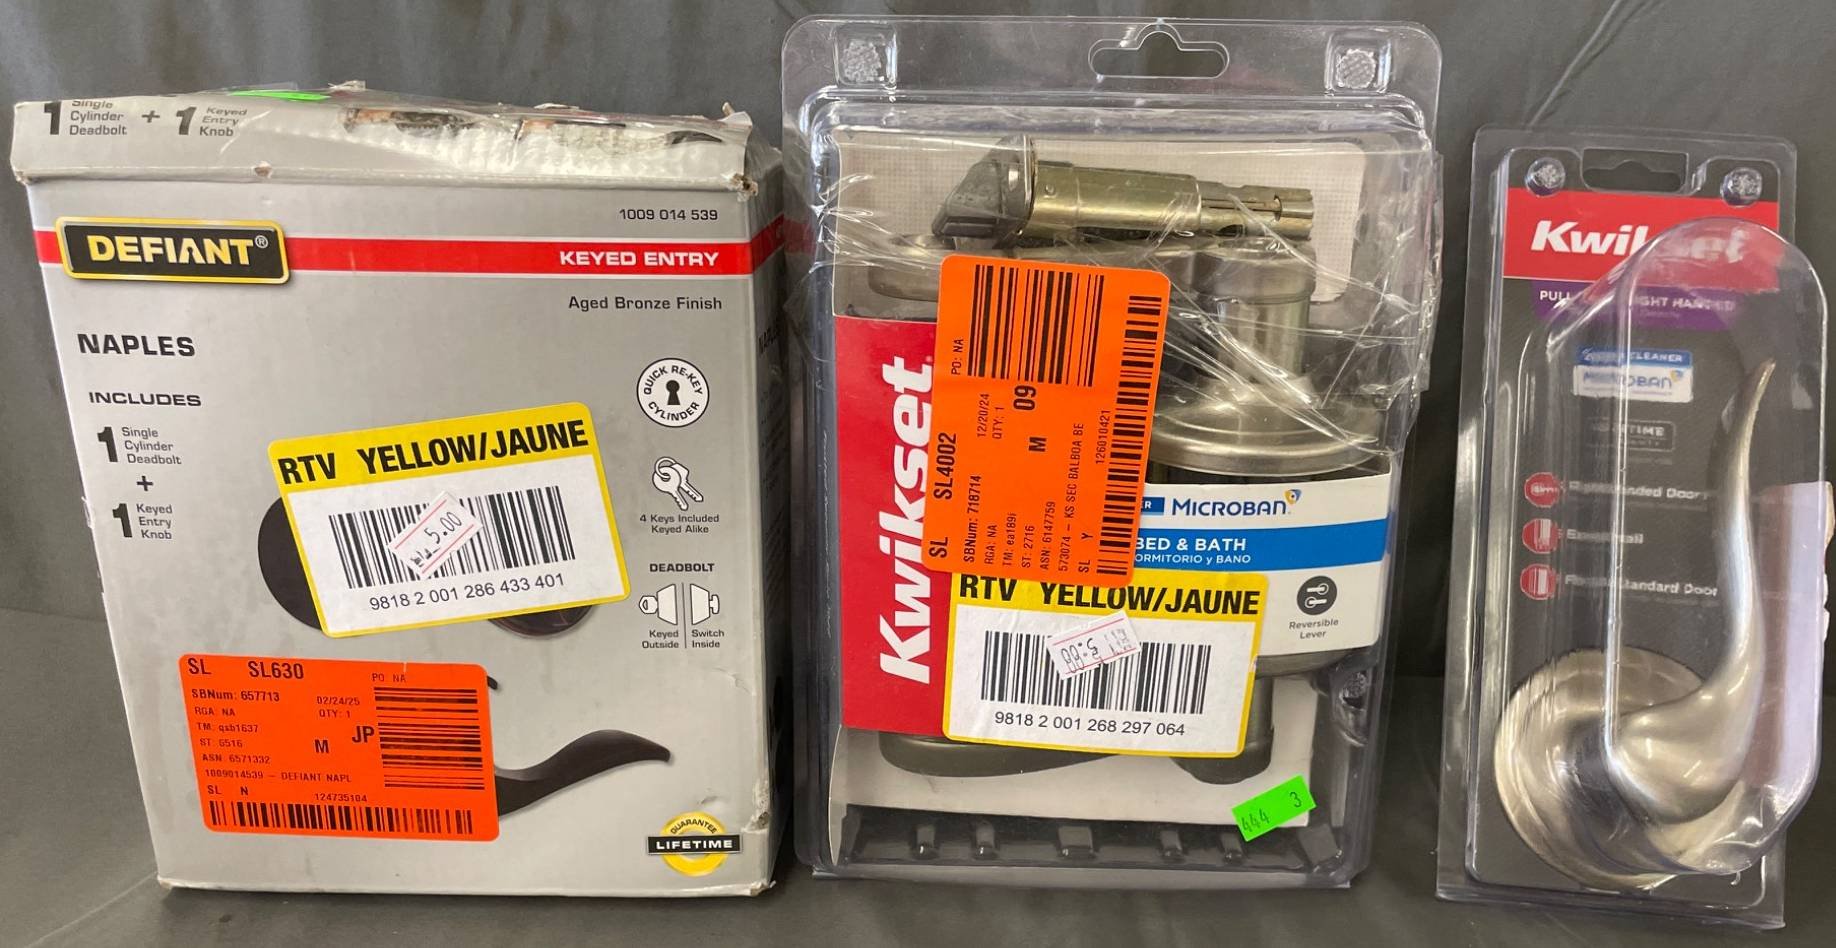 1 Single Cylinder Deadbolt + 1 Keyed Entry Knob
1009 014 539
DEFIANT®
KEYED ENTRY
Aged Bronze Finish
NAPLES
INCLUDES
1 Single Cylinder Deadbolt
+
1 Keyed Entry Knob
QUICK RE-KEY
CYLINDER
4 Keys Included
Keyed Alike
DEADBOLT
Keyed Outside
Switch Inside
RTV YELLOW/JAUNE
5.00
9818 2 001 286 433 401
SL SL630
PO: NA
SBNum: 657713
02/24/25
RGA: NA
QTY: 1
TM: qsb1637
ST: 6516
M
JP
ASN: 6571332
1009014539 - DEFIANT NAPL
SL N
124735104
GUARANTEE
LIFETIME
Kwikset
SL SL4002
PO: NA
SBNum: 718714
12/20/24
RGA: NA
QTY: 1
TM: ea189i
ST: 2716
M
09
ASN: 6147759
573074 - KS SEC BALBOA BE
SL Y
126010421
MICROBAN
BED & BATH
DORMITORIO y BANO
Reversible
Lever
RTV YELLOW/JAUNE
9818 2 001 268 297 064
444 3
Kwikset
CLEANER
MICROBAN
Standard Door